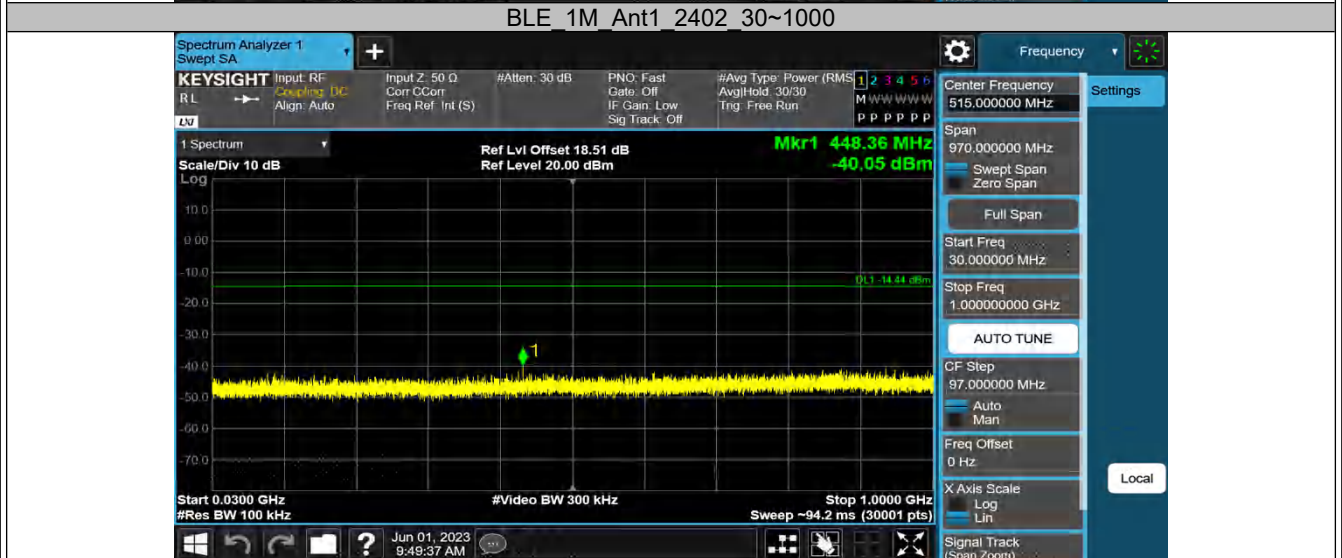 BLE_1M_Ant1_2402_30~1000
Spectrum Analyzer 1
Swept SA
+
Frequency
KEYSIGHT
RL
LXI
Input: RF
Coupling: DC
Align: Auto
Input Z: 50 Ω
Corr CCorr
Freq Ref: Int (S)
#Atten: 30 dB
PNO: Fast
Gate: Off
IF Gain: Low
Sig Track: Off
#Avg Type: Power (RMS
Avg|Hold: 30/30
Trig: Free Run
1 2 3 4 5 6
M W W W W W
P P P P P P
1 Spectrum
Scale/Div 10 dB
Log
Ref Lvl Offset 18.51 dB
Ref Level 20.00 dBm
Mkr1 448.36 MHz
-40.05 dBm
10.0
0.00
-10.0
DL1 -14.44 dBm
-20.0
-30.0
1
-40.0
-50.0
-60.0
-70.0
Start 0.0300 GHz
#Res BW 100 kHz
#Video BW 300 kHz
Stop 1.0000 GHz
Sweep ~94.2 ms (30001 pts)
?
Jun 01, 2023
9:49:37 AM
Center Frequency
515.000000 MHz
Settings
Span
970.000000 MHz
Swept Span
Zero Span
Full Span
Start Freq
30.000000 MHz
Stop Freq
1.000000000 GHz
AUTO TUNE
CF Step
97.000000 MHz
Auto
Man
Freq Offset
0 Hz
X Axis Scale
Log
Lin
Local
Signal Track
(Span Zoom)